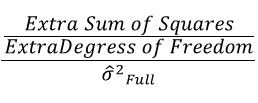 Extra Sum of Squares
ExtraDegress of Freedom
σ̂²Full